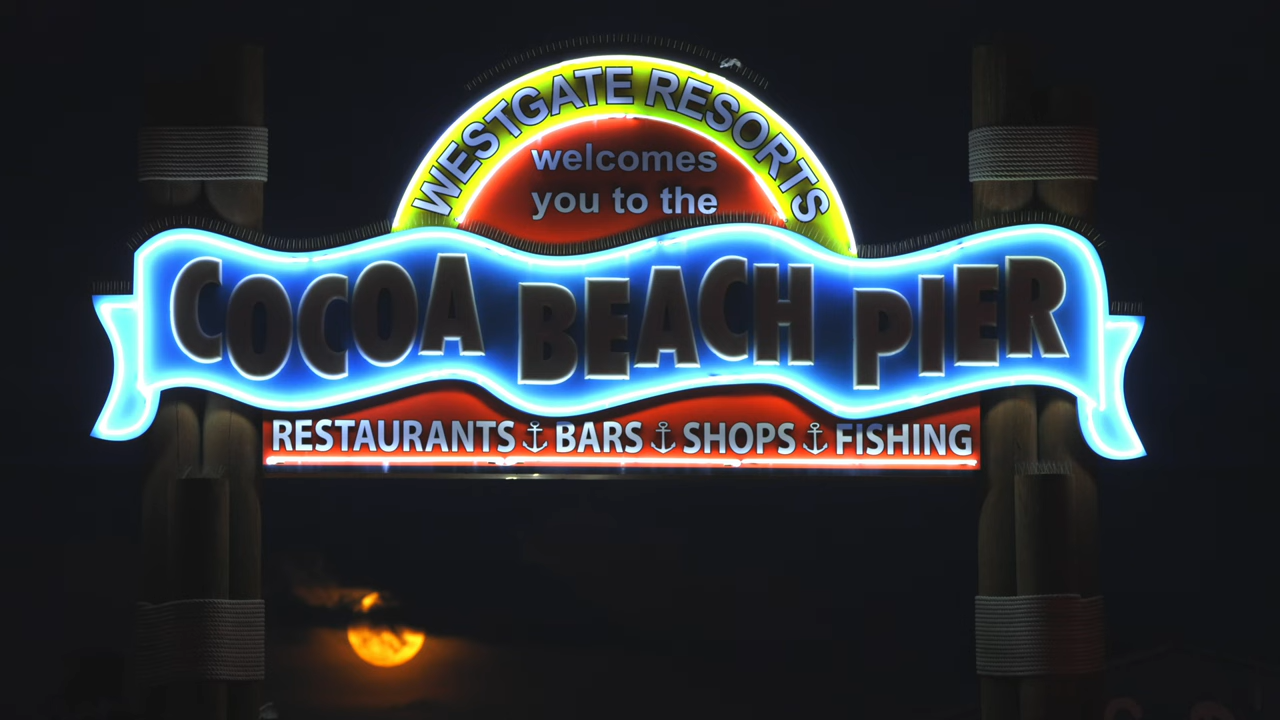 WESTGATE RESORTS
welcomes
you to the
COCOA BEACH PIER
RESTAURANTS ⚓ BARS ⚓ SHOPS ⚓ FISHING